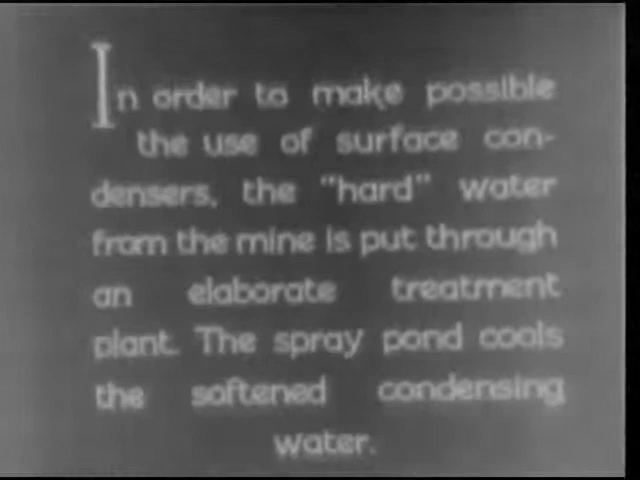 In order to make possible
the use of surface con-
densers, the "hard" water
from the mine is put through
an elaborate treatment
plant. The spray pond cools
the softened condensing
water.